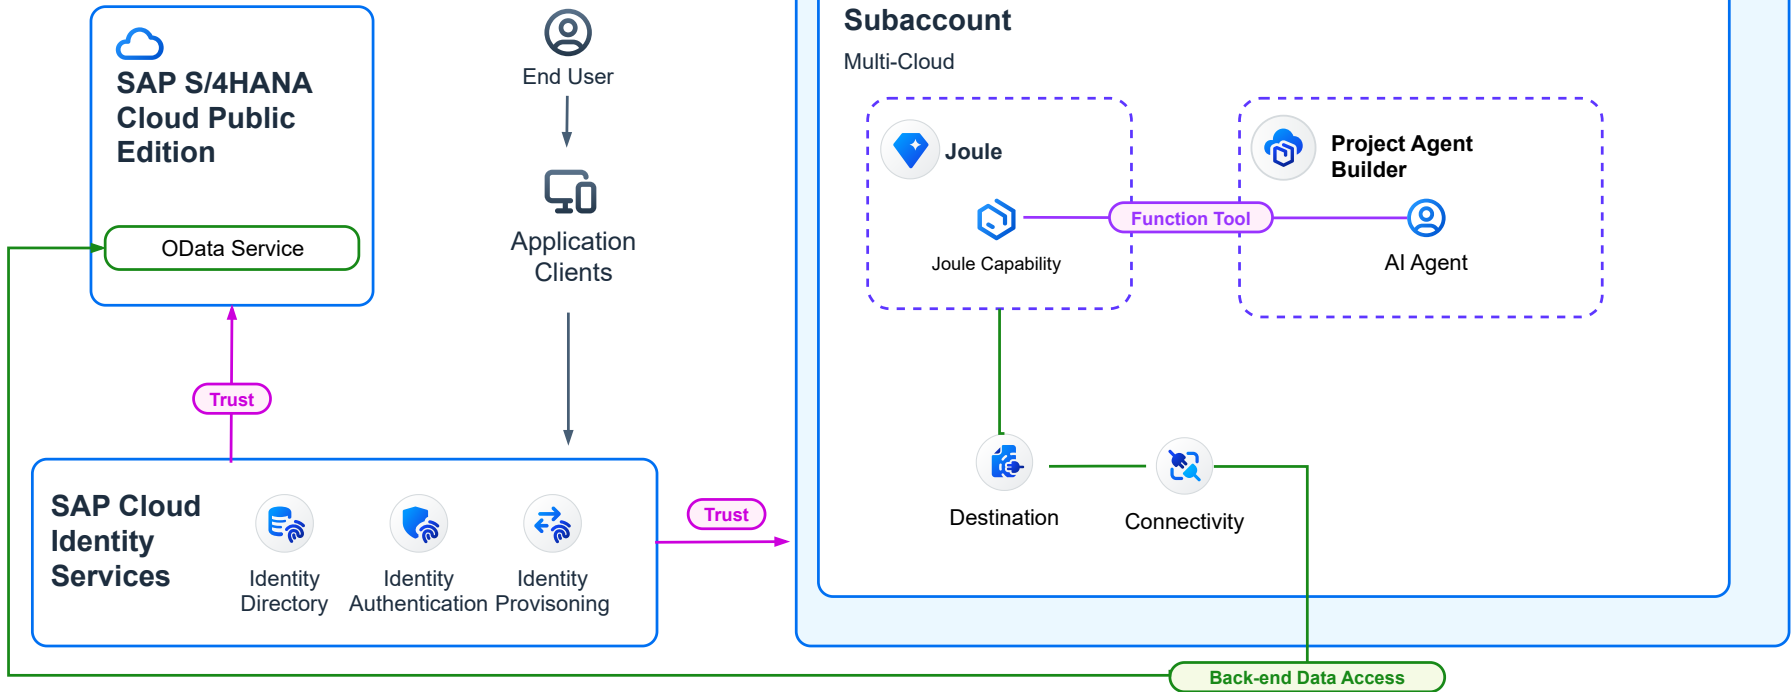 SAP S/4HANA
Cloud Public
Edition
OData Service
End User
Application
Clients
Subaccount
Multi-Cloud
Joule
Joule Capability
Function Tool
Project Agent
Builder
AI Agent
Trust
SAP Cloud
Identity
Services
Identity
Directory
Identity
Authentication
Identity
Provisoning
Trust
Destination
Connectivity
Back-end Data Access